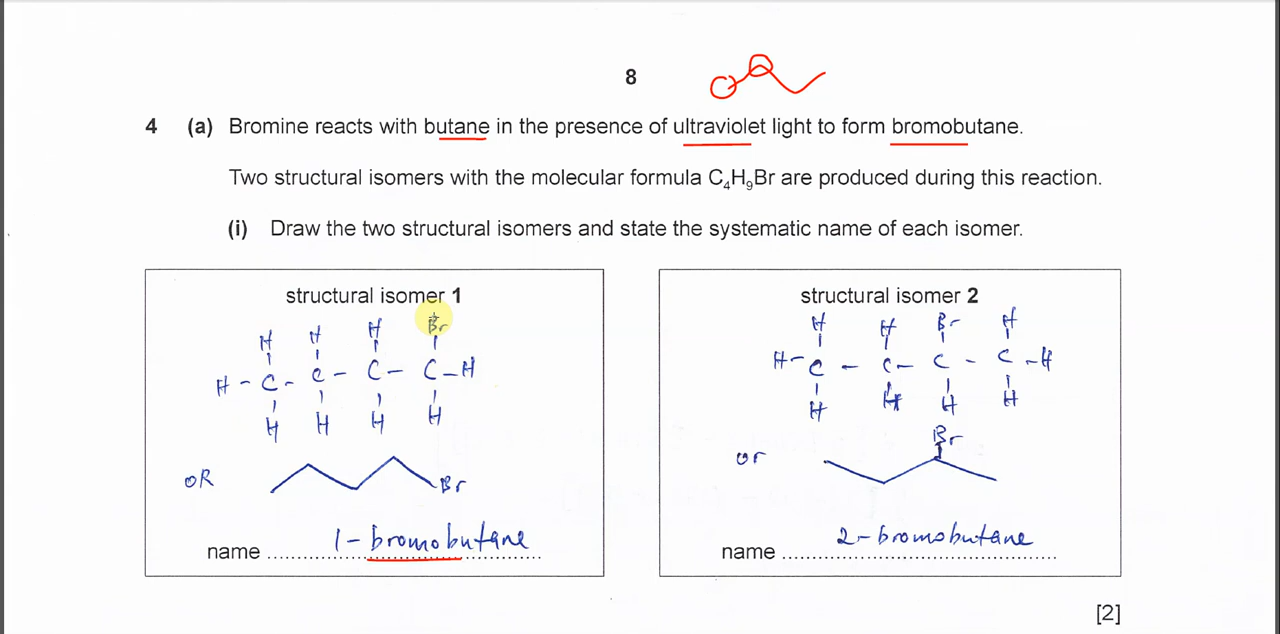 8
4 (a) Bromine reacts with butane in the presence of ultraviolet light to form bromobutane.
Two structural isomers with the molecular formula C₄H₉Br are produced during this reaction.
(i) Draw the two structural isomers and state the systematic name of each isomer.
structural isomer 1
H H H Br
H - C - C - C - C - H
H H H H
OR
Br
name 1-bromobutane
structural isomer 2
H H Br H
H - C - C - C - C - H
H H H H
Br
or
name 2-bromobutane
[2]